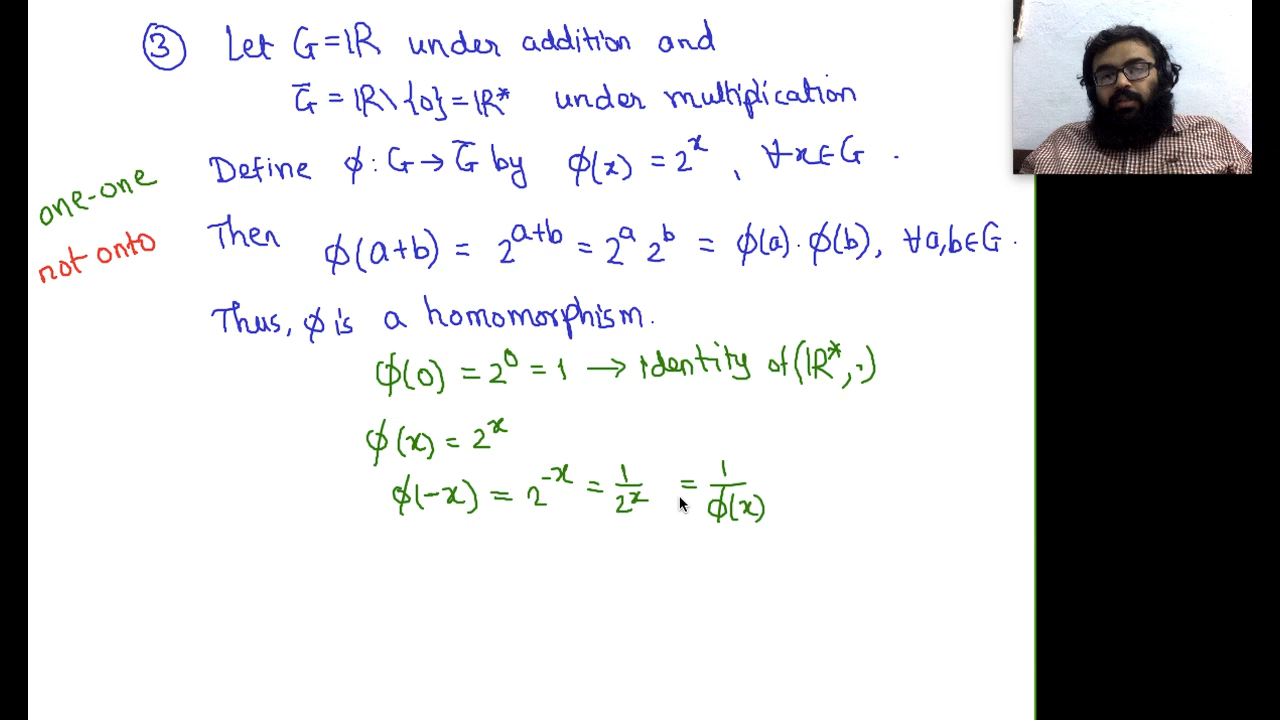 ③ Let G = ℝ under addition and
G̅ = ℝ\{0} = ℝ* under multiplication
Define ϕ : G → G̅ by ϕ(x) = 2^x, ∀x∈G.
one-one
Then ϕ(a+b) = 2^{a+b} = 2^a 2^b = ϕ(a)·ϕ(b), ∀a,b∈G.
not onto
Thus, ϕ is a homomorphism.
ϕ(0) = 2^0 = 1 → identity of (ℝ*, ·)
ϕ(x) = 2^x
ϕ(-x) = 2^{-x} = 1/2^x = 1/ϕ(x)